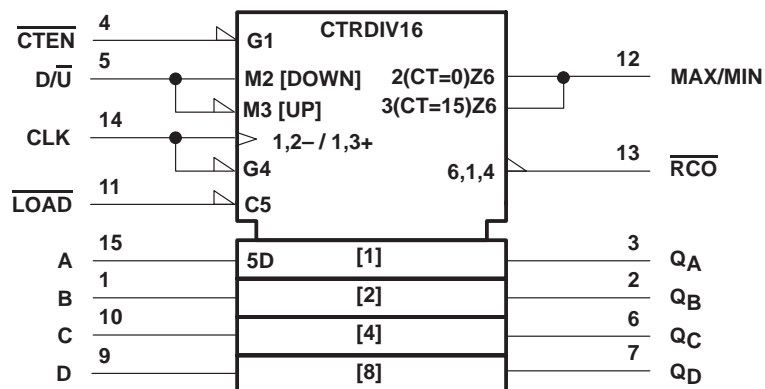 CTRDIV16
4
CTEN
G1
5
D/U
M2 [DOWN]
2(CT=0)Z6
12
MAX/MIN
M3 [UP]
3(CT=15)Z6
14
CLK
1,2– / 1,3+
G4
6,1,4
13
RCO
11
LOAD
C5
15
A
5D
[1]
3
QA
1
B
[2]
2
QB
10
C
[4]
6
QC
9
D
[8]
7
QD